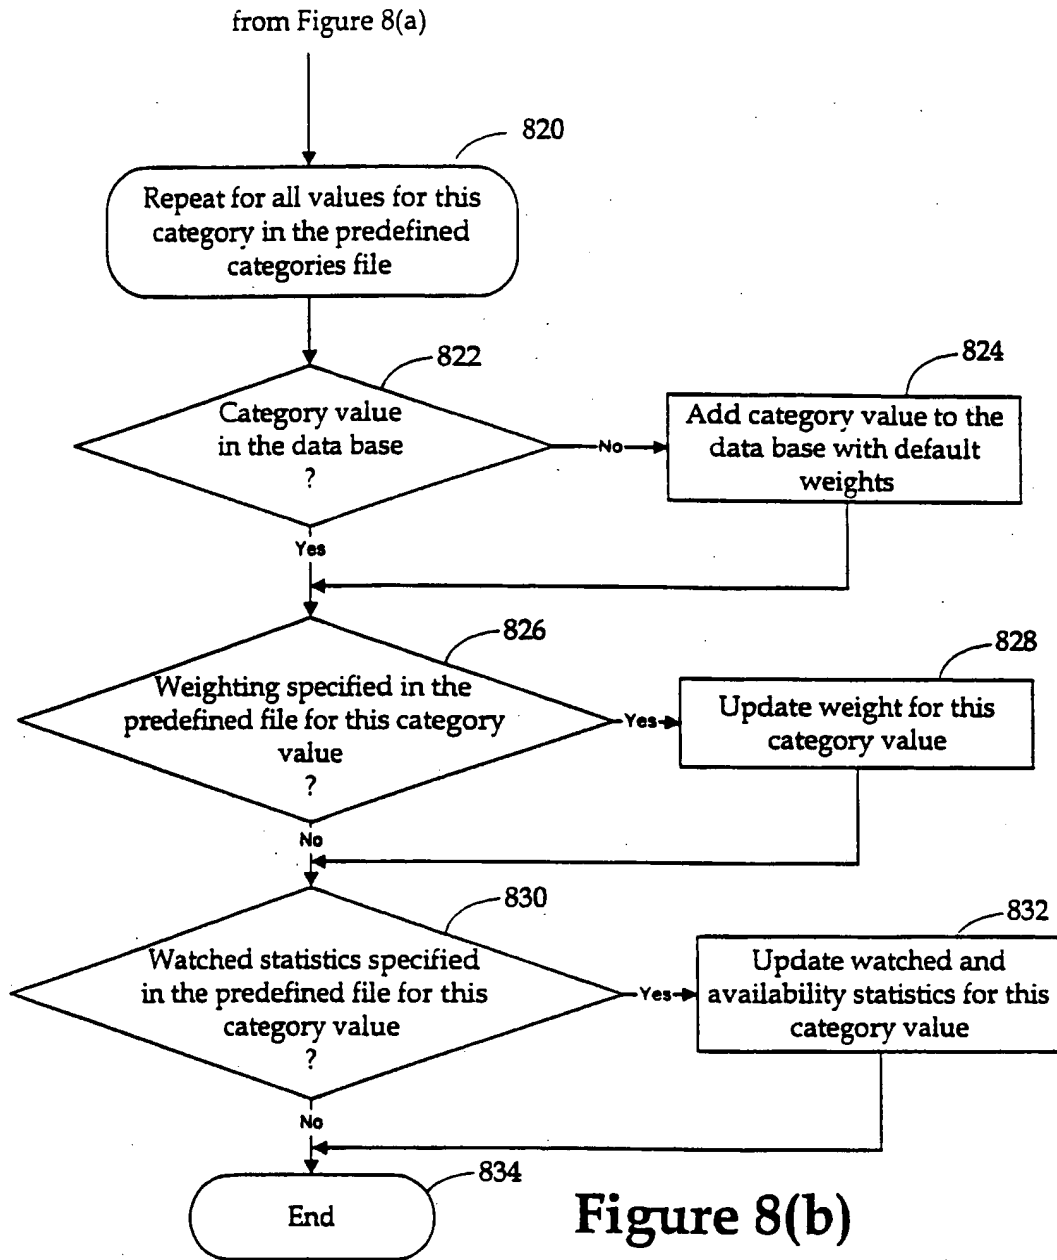 from Figure 8(a)
820
Repeat for all values for this
category in the predefined
categories file
822
Category value
in the data base
?
No
824
Add category value to the
data base with default
weights
Yes
826
Weighting specified in the
predefined file for this category
value
?
Yes
828
Update weight for this
category value
No
830
Watched statistics specified
in the predefined file for this
category value
?
Yes
832
Update watched and
availability statistics for this
category value
No
834
End
Figure 8(b)